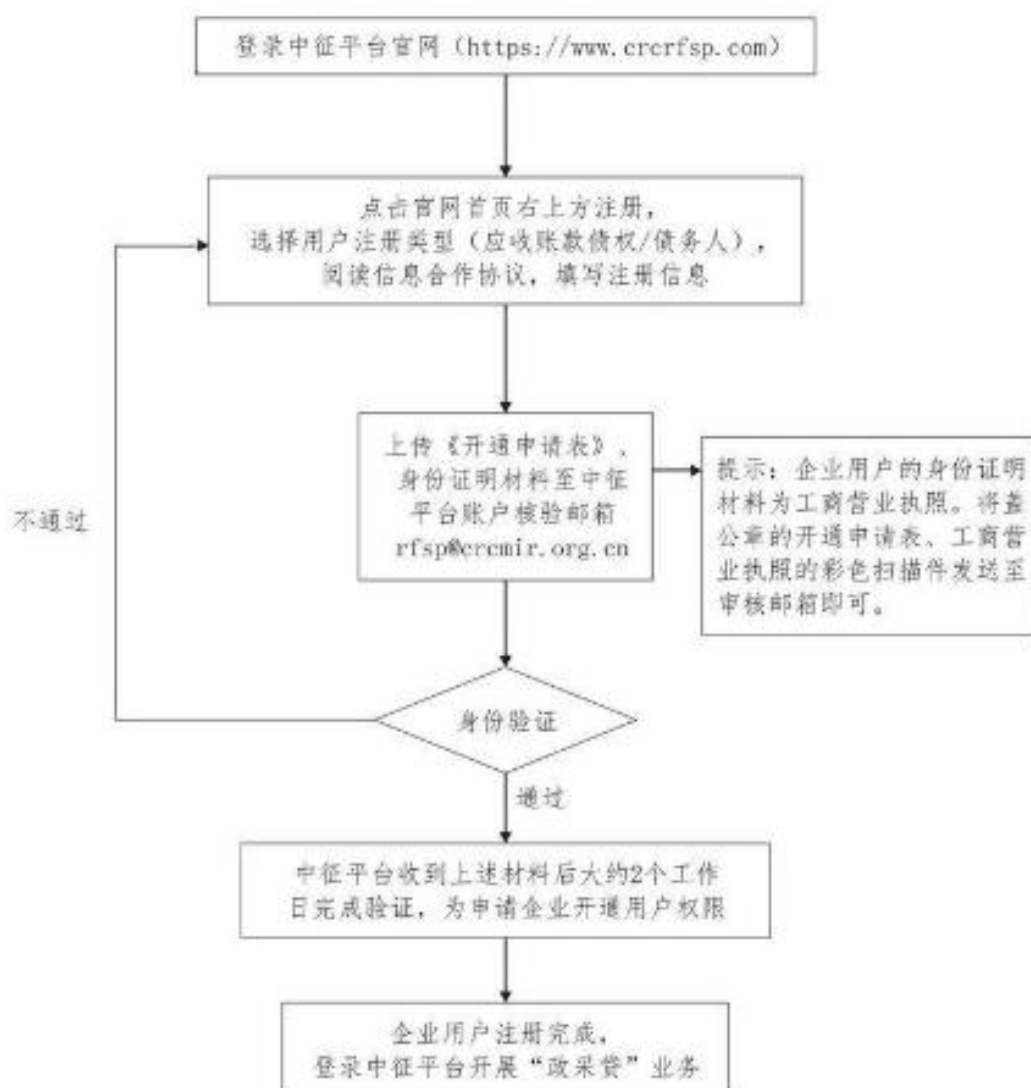 登录中征平台官网（https://www.crcrfsp.com）
点击官网首页右上方注册，
选择用户注册类型（应收账款债权/债务人），
阅读信息合作协议，填写注册信息
上传《开通申请表》、
身份证明材料至中征
平台账户核验邮箱
rfsp@crcmir.org.cn
提示：企业用户的身份证明
材料为工商营业执照。将盖
公章的开通申请表、工商营
业执照的彩色扫描件发送至
审核邮箱即可。
不通过
身份验证
通过
中征平台收到上述材料后大约2个工作
日完成验证，为申请企业开通用户权限
企业用户注册完成，
登录中征平台开展“政采贷”业务